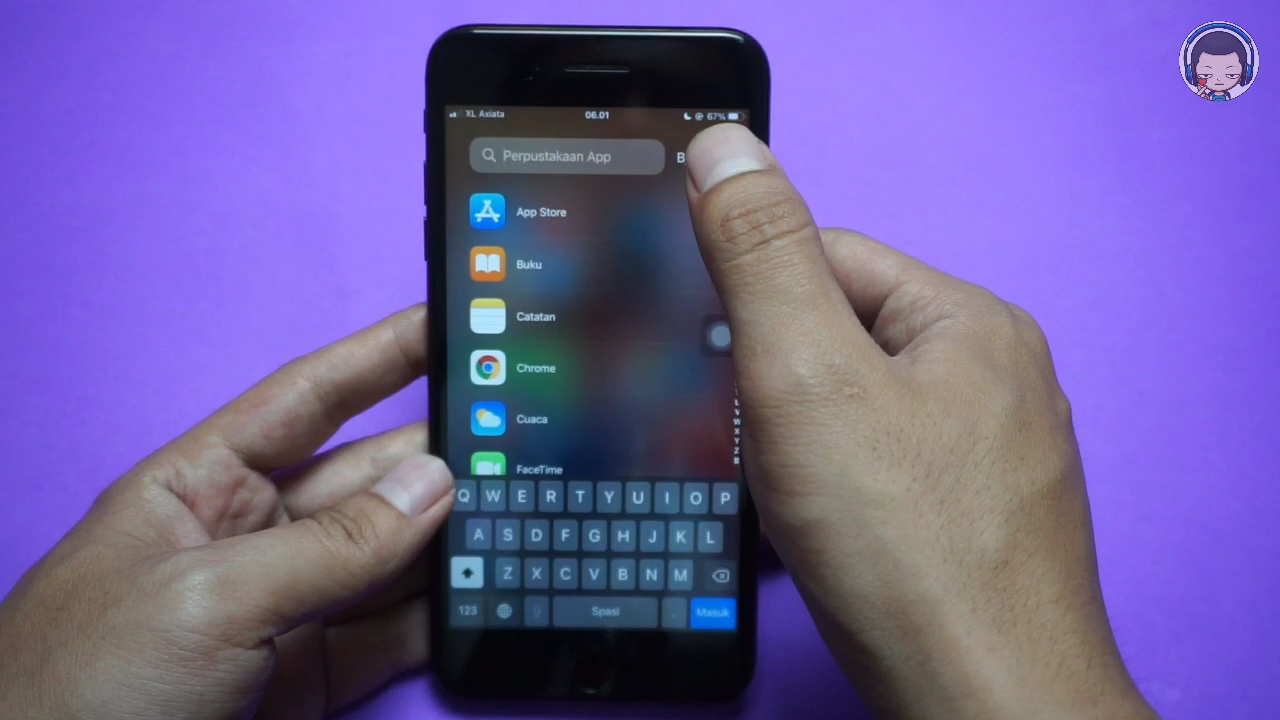 XL Axiata 06.01 67%
Perpustakaan App
App Store
Buku
Catatan
Chrome
Cuaca
FaceTime
L
V
W
X
Y
Z
#
Q W E R T Y U I O P
A S D F G H J K L
Z X C V B N M
123 Spasi . Masuk